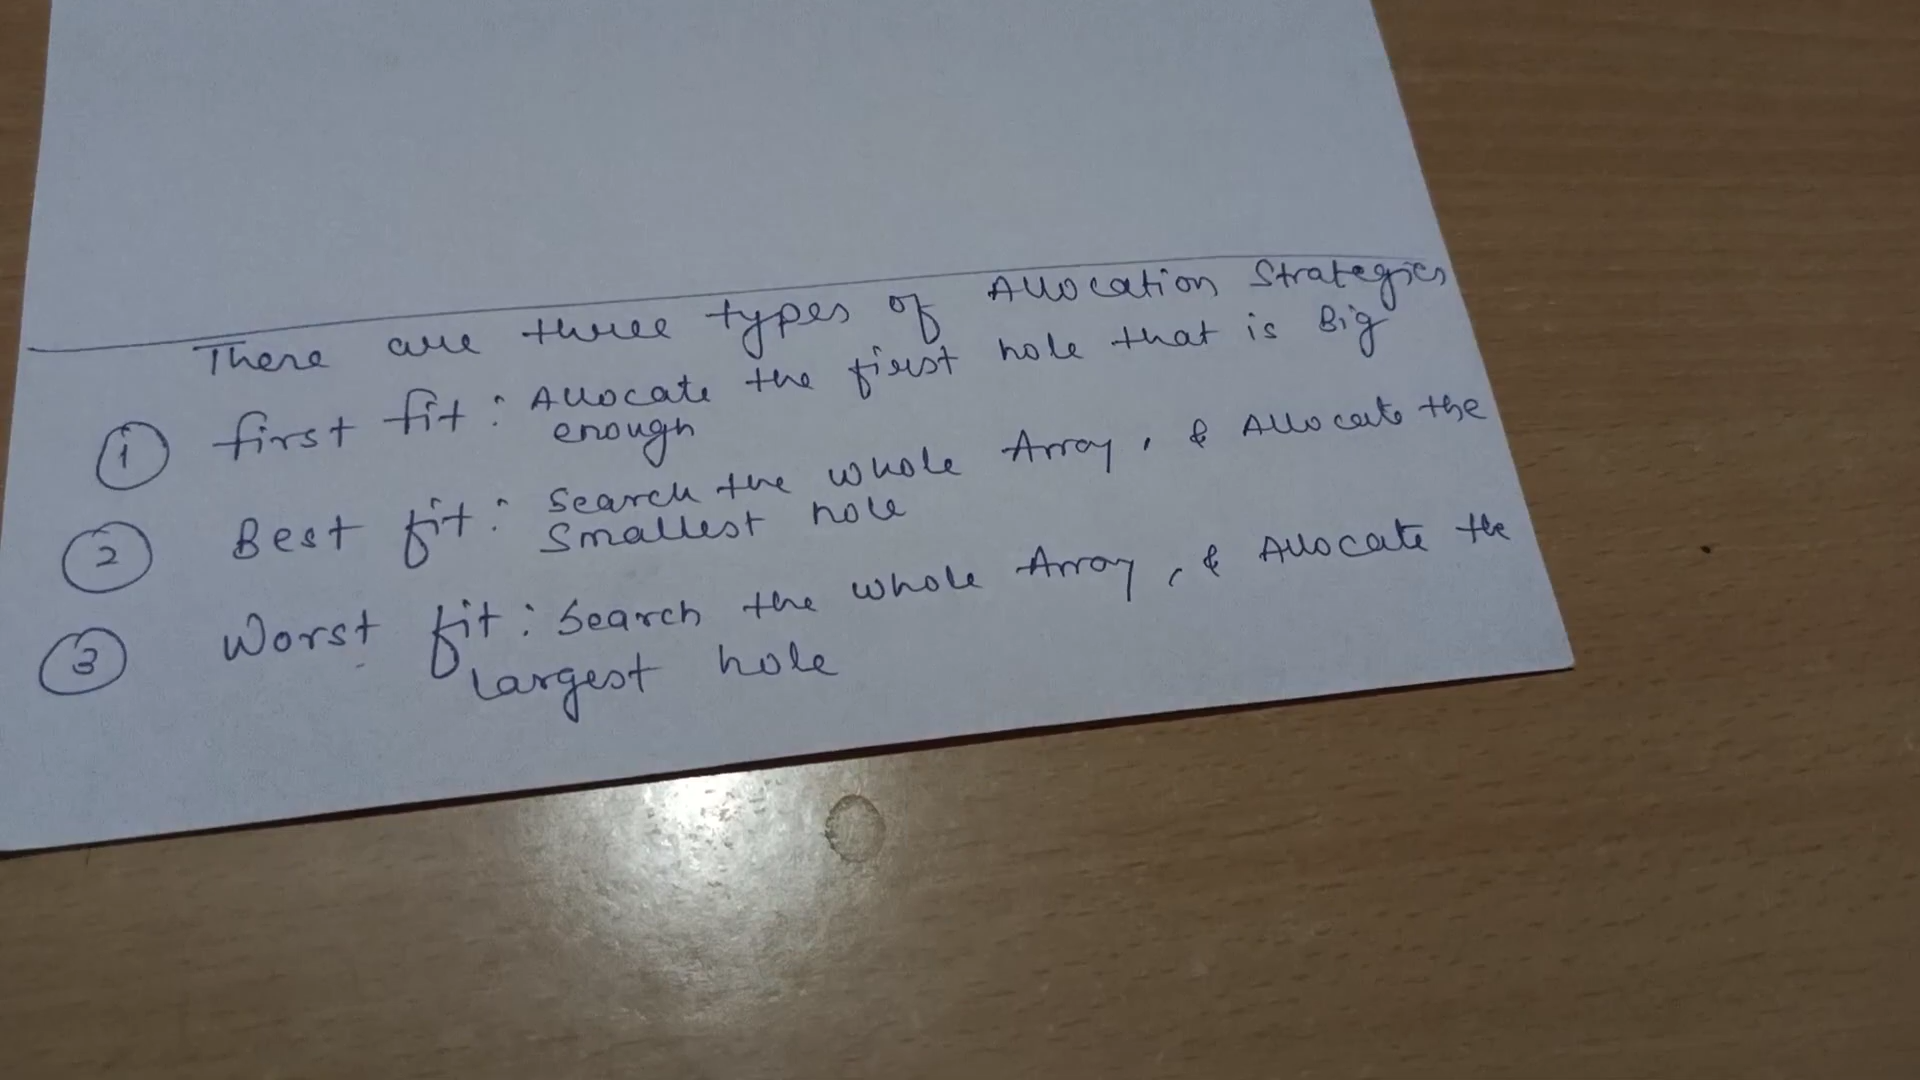 There are three types of Allocation Strategies
① first fit: Allocate the first hole that is Big
enough
② Best fit: Search the whole Array, & Allocate the
Smallest hole
③ Worst fit: Search the whole Array, & Allocate the
largest hole